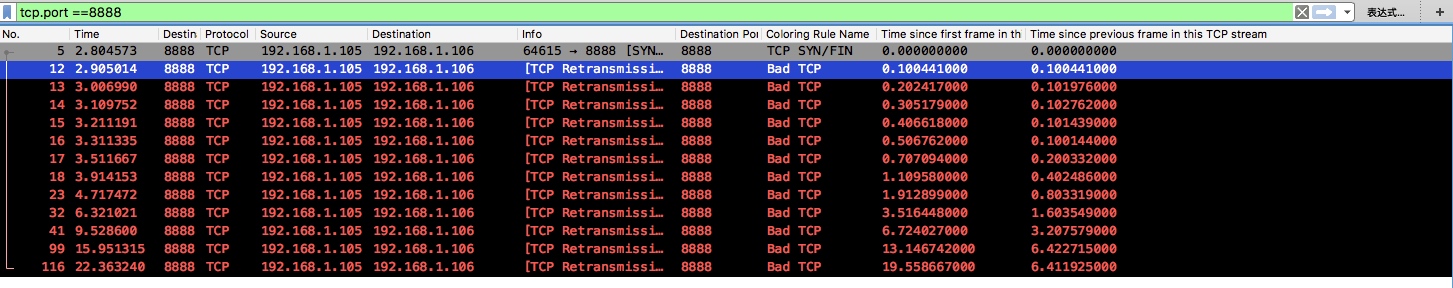 tcp.port ==8888 表达式… +
No. Time Destin Protocol Source Destination Info Destination Por Coloring Rule Name Time since first frame in th Time since previous frame in this TCP stream
5 2.804573 8888 TCP 192.168.1.105 192.168.1.106 64615 → 8888 [SYN… 8888 TCP SYN/FIN 0.000000000 0.000000000
12 2.905014 8888 TCP 192.168.1.105 192.168.1.106 [TCP Retransmissi… 8888 Bad TCP 0.100441000 0.100441000
13 3.006990 8888 TCP 192.168.1.105 192.168.1.106 [TCP Retransmissi… 8888 Bad TCP 0.202417000 0.101976000
14 3.109752 8888 TCP 192.168.1.105 192.168.1.106 [TCP Retransmissi… 8888 Bad TCP 0.305179000 0.102762000
15 3.211191 8888 TCP 192.168.1.105 192.168.1.106 [TCP Retransmissi… 8888 Bad TCP 0.406618000 0.101439000
16 3.311335 8888 TCP 192.168.1.105 192.168.1.106 [TCP Retransmissi… 8888 Bad TCP 0.506762000 0.100144000
17 3.511667 8888 TCP 192.168.1.105 192.168.1.106 [TCP Retransmissi… 8888 Bad TCP 0.707094000 0.200332000
18 3.914153 8888 TCP 192.168.1.105 192.168.1.106 [TCP Retransmissi… 8888 Bad TCP 1.109580000 0.402486000
23 4.717472 8888 TCP 192.168.1.105 192.168.1.106 [TCP Retransmissi… 8888 Bad TCP 1.912899000 0.803319000
32 6.321021 8888 TCP 192.168.1.105 192.168.1.106 [TCP Retransmissi… 8888 Bad TCP 3.516448000 1.603549000
41 9.528600 8888 TCP 192.168.1.105 192.168.1.106 [TCP Retransmissi… 8888 Bad TCP 6.724027000 3.207579000
99 15.951315 8888 TCP 192.168.1.105 192.168.1.106 [TCP Retransmissi… 8888 Bad TCP 13.146742000 6.422715000
116 22.363240 8888 TCP 192.168.1.105 192.168.1.106 [TCP Retransmissi… 8888 Bad TCP 19.558667000 6.411925000